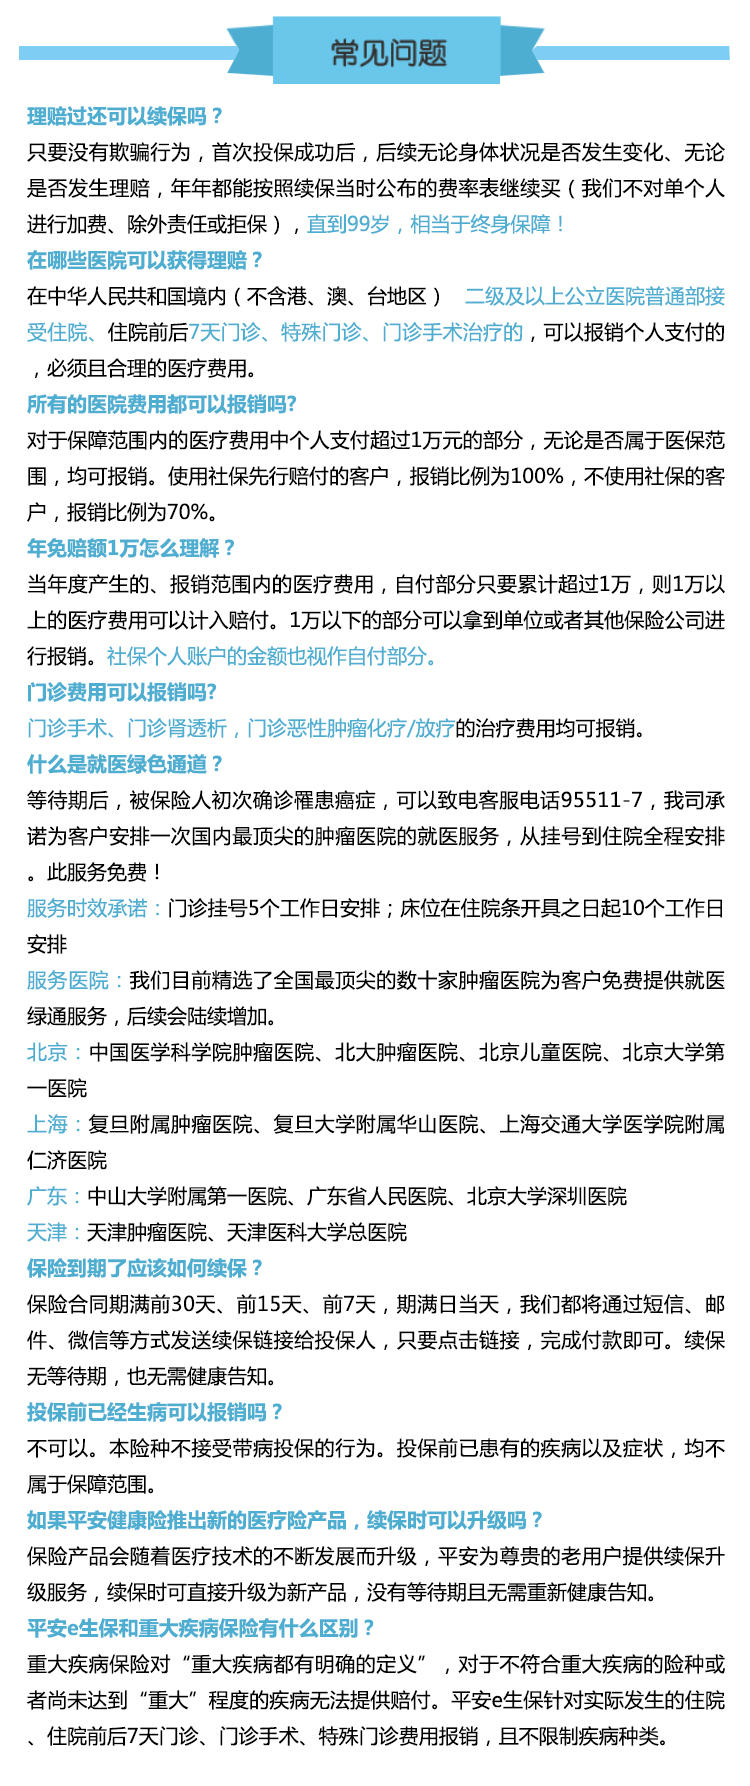 常见问题
理赔过还可以续保吗？
只要没有欺骗行为，首次投保成功后，后续无论身体状况是否发生变化、无论
是否发生理赔，年年都能按照续保当时公布的费率表继续买（我们不对单个人
进行加费、除外责任或拒保），直到99岁，相当于终身保障！
在哪些医院可以获得理赔？
在中华人民共和国境内（不含港、澳、台地区） 二级及以上公立医院普通部接
受住院、住院前后7天门诊、特殊门诊、门诊手术治疗的，可以报销个人支付的
，必须且合理的医疗费用。
所有的医院费用都可以报销吗?
对于保障范围内的医疗费用中个人支付超过1万元的部分，无论是否属于医保范
围，均可报销。使用社保先行赔付的客户，报销比例为100%，不使用社保的客
户，报销比例为70%。
年免赔额1万怎么理解？
当年度产生的、报销范围内的医疗费用，自付部分只要累计超过1万，则1万以
上的医疗费用可以计入赔付。1万以下的部分可以拿到单位或者其他保险公司进
行报销。社保个人账户的金额也视作自付部分。
门诊费用可以报销吗?
门诊手术、门诊肾透析，门诊恶性肿瘤化疗/放疗的治疗费用均可报销。
什么是就医绿色通道？
等待期后，被保险人初次确诊罹患癌症，可以致电客服电话95511-7，我司承
诺为客户安排一次国内最顶尖的肿瘤医院的就医服务，从挂号到住院全程安排
。此服务免费！
服务时效承诺：门诊挂号5个工作日安排；床位在住院条开具之日起10个工作日
安排
服务医院：我们目前精选了全国最顶尖的数十家肿瘤医院为客户免费提供就医
绿通服务，后续会陆续增加。
北京：中国医学科学院肿瘤医院、北大肿瘤医院、北京儿童医院、北京大学第
一医院
上海：复旦附属肿瘤医院、复旦大学附属华山医院、上海交通大学医学院附属
仁济医院
广东：中山大学附属第一医院、广东省人民医院、北京大学深圳医院
天津：天津肿瘤医院、天津医科大学总医院
保险到期了应该如何续保？
保险合同期满前30天、前15天、前7天，期满日当天，我们都将通过短信、邮
件、微信等方式发送续保链接给投保人，只要点击链接，完成付款即可。续保
无等待期，也无需健康告知。
投保前已经生病可以报销吗？
不可以。本险种不接受带病投保的行为。投保前已患有的疾病以及症状，均不
属于保障范围。
如果平安健康险推出新的医疗险产品，续保时可以升级吗？
保险产品会随着医疗技术的不断发展而升级，平安为尊贵的老用户提供续保升
级服务，续保时可直接升级为新产品，没有等待期且无需重新健康告知。
平安e生保和重大疾病保险有什么区别？
重大疾病保险对“重大疾病都有明确的定义”，对于不符合重大疾病的险种或
者尚未达到“重大”程度的疾病无法提供赔付。平安e生保针对实际发生的住院
、住院前后7天门诊、门诊手术、特殊门诊费用报销，且不限制疾病种类。